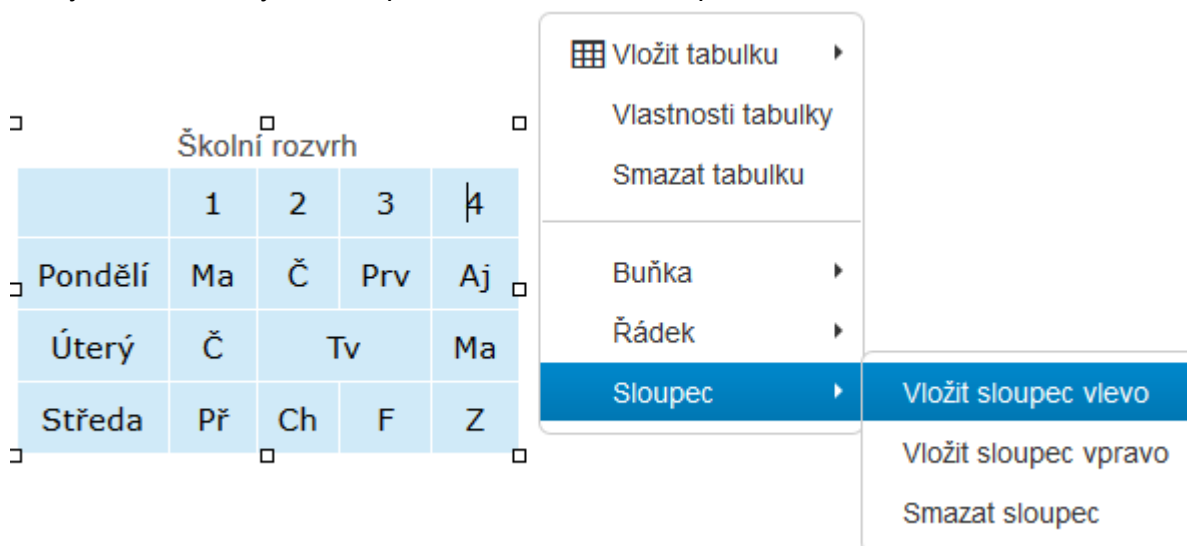 Školní rozvrh
1 2 3 4
Pondělí Ma Č Prv Aj
Úterý Č Tv Ma
Středa Př Ch F Z
Vložit tabulku
Vlastnosti tabulky
Smazat tabulku
Buňka
Řádek
Sloupec
Vložit sloupec vlevo
Vložit sloupec vpravo
Smazat sloupec